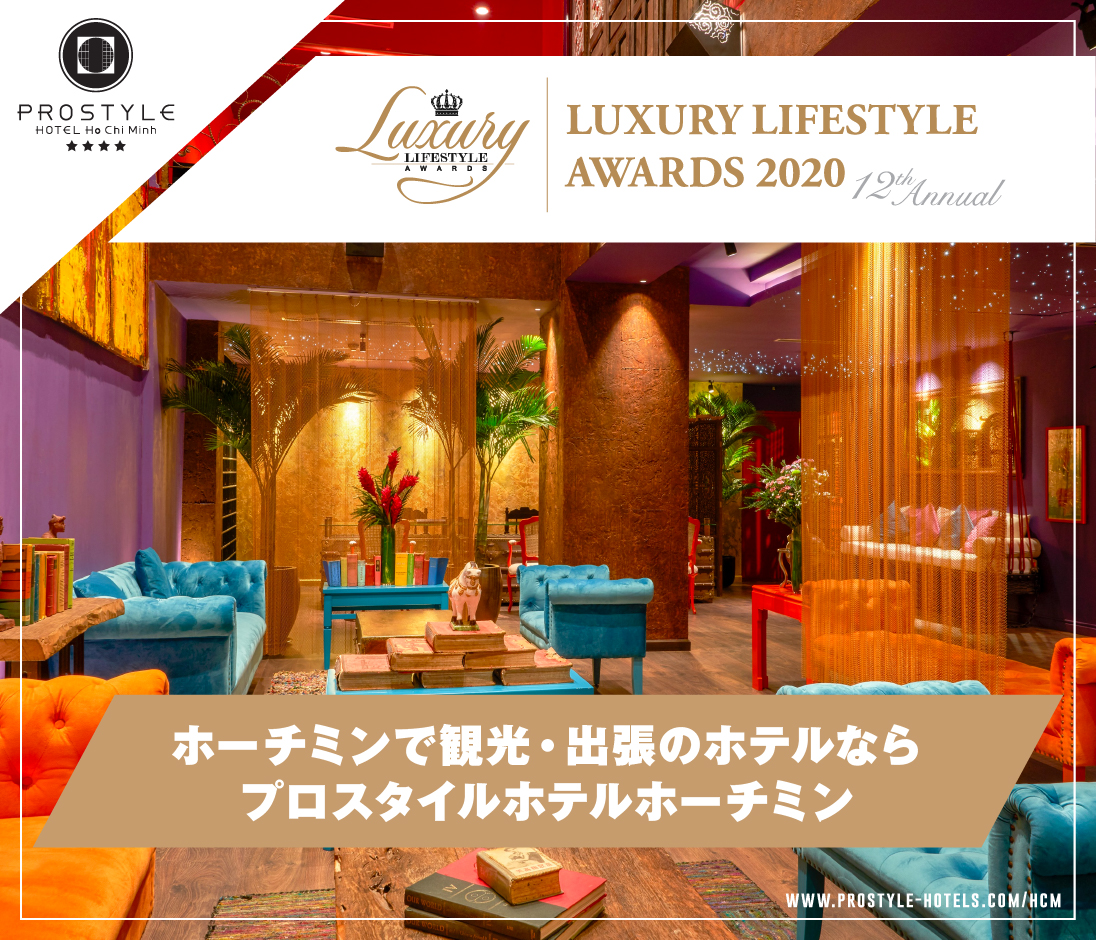 PROSTYLE
HOTEL Ho Chi Minh
Luxury
LIFESTYLE
AWARDS
LUXURY LIFESTYLE
AWARDS 2020 12th Annual
ホーチミンで観光・出張のホテルなら
プロスタイルホテルホーチミン
IV
WWW.PROSTYLE-HOTELS.COM/HCM